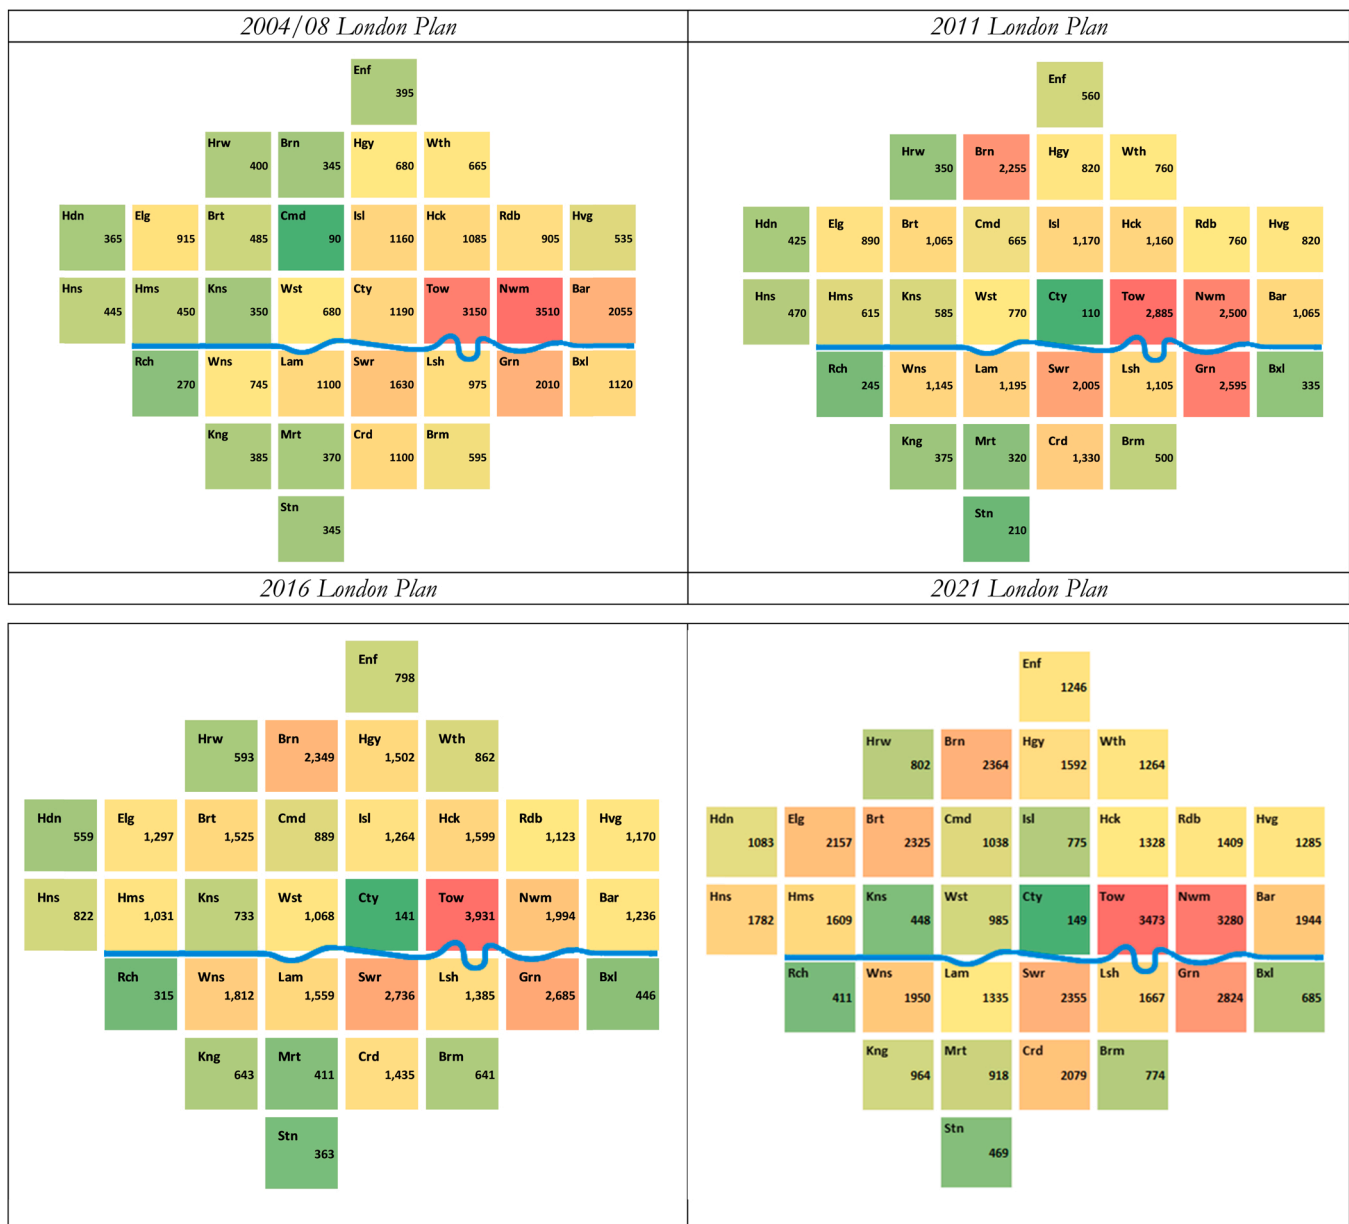 2004/08 London Plan
2011 London Plan
Enf
395
Hrw Brn Hgy Wth
400 345 680 665
Hdn Elg Brt Cmd Isl Hck Rdb Hvg
365 915 485 90 1160 1085 905 535
Hns Hms Kns Wst Cty Tow Nwm Bar
445 450 350 680 1190 3150 3510 2055
Rch Wns Lam Swr Lsh Grn Bxl
270 745 1100 1630 975 2010 1120
Kng Mrt Crd Brm
385 370 1100 595
Stn
345
Enf
560
Hrw Brn Hgy Wth
350 2,255 820 760
Hdn Elg Brt Cmd Isl Hck Rdb Hvg
425 890 1,065 665 1,170 1,160 760 820
Hns Hms Kns Wst Cty Tow Nwm Bar
470 615 585 770 110 2,885 2,500 1,065
Rch Wns Lam Swr Lsh Grn Bxl
245 1,145 1,195 2,005 1,105 2,595 335
Kng Mrt Crd Brm
375 320 1,330 500
Stn
210
2016 London Plan
2021 London Plan
Enf
798
Hrw Brn Hgy Wth
593 2,349 1,502 862
Hdn Elg Brt Cmd Isl Hck Rdb Hvg
559 1,297 1,525 889 1,264 1,599 1,123 1,170
Hns Hms Kns Wst Cty Tow Nwm Bar
822 1,031 733 1,068 141 3,931 1,994 1,236
Rch Wns Lam Swr Lsh Grn Bxl
315 1,812 1,559 2,736 1,385 2,685 446
Kng Mrt Crd Brm
643 411 1,435 641
Stn
363
Enf
1246
Hrw Brn Hgy Wth
802 2364 1592 1264
Hdn Elg Brt Cmd Isl Hck Rdb Hvg
1083 2157 2325 1038 775 1328 1409 1285
Hns Hms Kns Wst Cty Tow Nwm Bar
1782 1609 448 985 149 3473 3280 1944
Rch Wns Lam Swr Lsh Grn Bxl
411 1950 1335 2355 1667 2824 685
Kng Mrt Crd Brm
964 918 2079 774
Stn
469